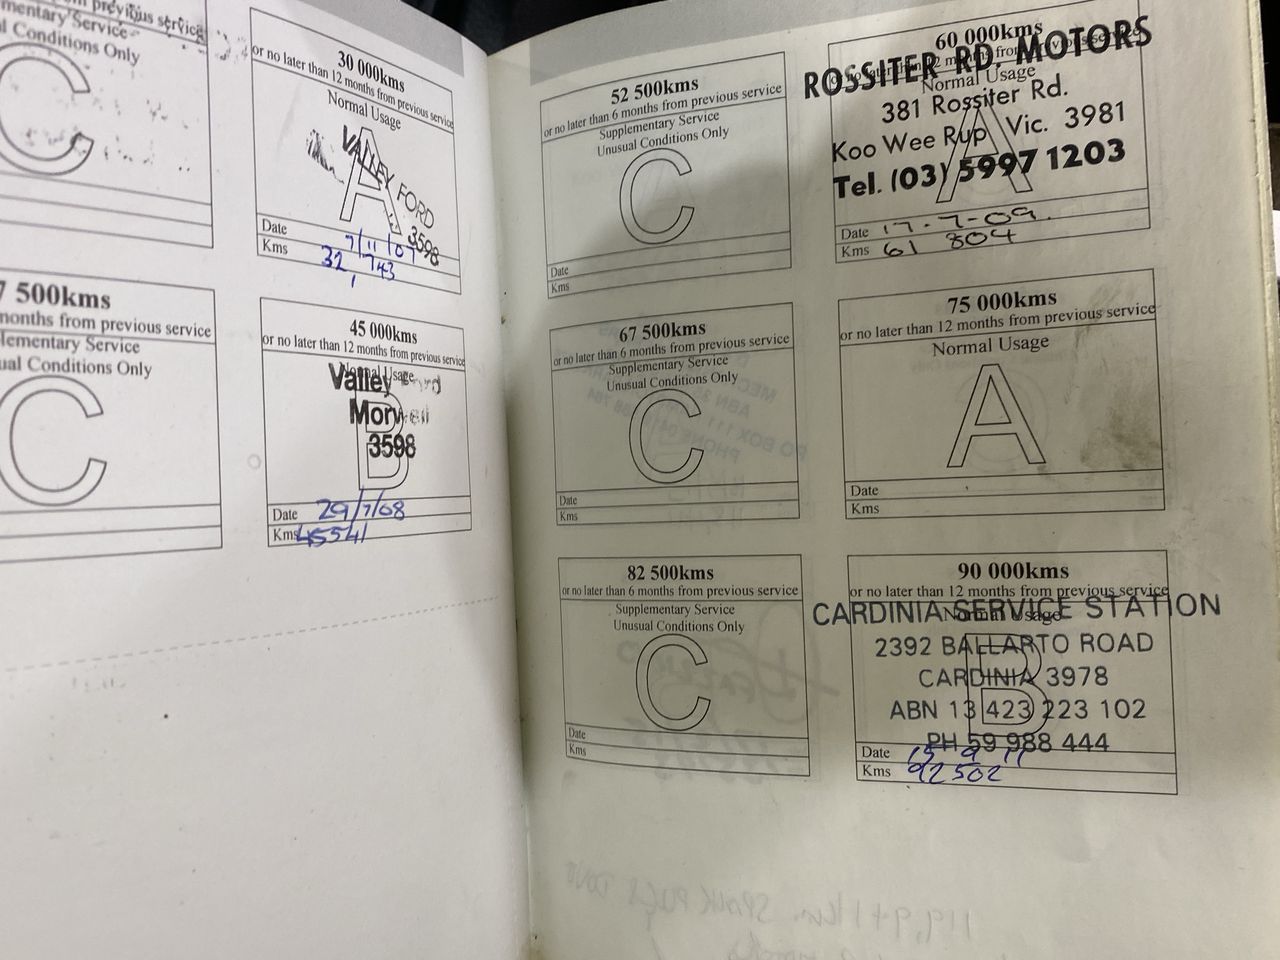 previous service
mentary Service
l Conditions Only
C
30 000kms
or no later than 12 months from previous service
Normal Usage
A
VALLEY FORD
3598
Date 7/11/07
Kms 32,743
7 500kms
months from previous service
lementary Service
ual Conditions Only
C
45 000kms
or no later than 12 months from previous service
Normal Usage
B
Valley
Morwell
3598
Date 29/7/08
Kms 45541
52 500kms
or no later than 6 months from previous service
Supplementary Service
Unusual Conditions Only
C
Date
Kms
60 000kms
Normal Usage
A
ROSSITER RD. MOTORS
381 Rossiter Rd.
Koo Wee Rup Vic. 3981
Tel. (03) 5997 1203
Date 17-7-09.
Kms 61 804
67 500kms
or no later than 6 months from previous service
Supplementary Service
Unusual Conditions Only
C
Date
Kms
75 000kms
or no later than 12 months from previous service
Normal Usage
A
Date
Kms
82 500kms
or no later than 6 months from previous service
Supplementary Service
Unusual Conditions Only
C
Date
Kms
90 000kms
or no later than 12 months from previous service
Normal Usage
B
CARDINIA SERVICE STATION
2392 BALLARTO ROAD
CARDINIA 3978
ABN 13 423 223 102
PH 59 988 444
Date 15 9 11
Kms 92502